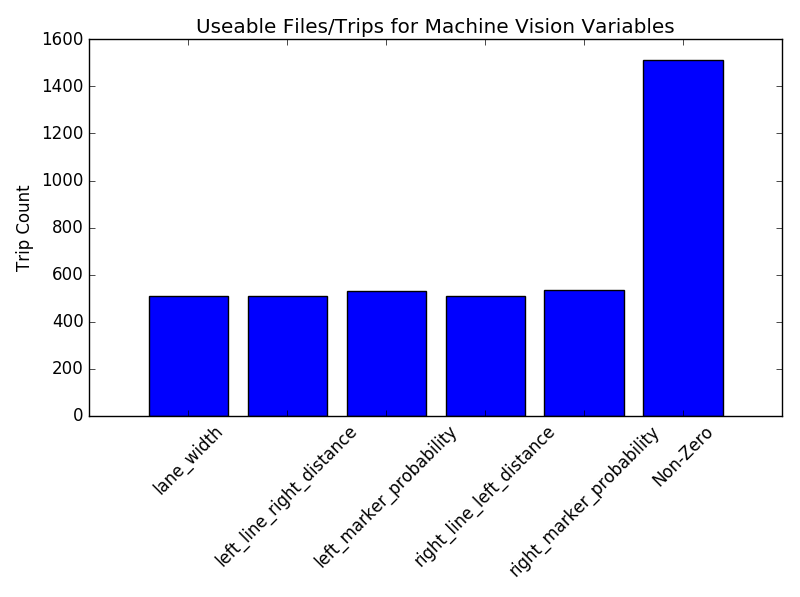 Useable Files/Trips for Machine Vision Variables
Trip Count
1600
1400
1200
1000
800
600
400
200
0
lane_width
left_line_right_distance
left_marker_probability
right_line_left_distance
right_marker_probability
Non-Zero